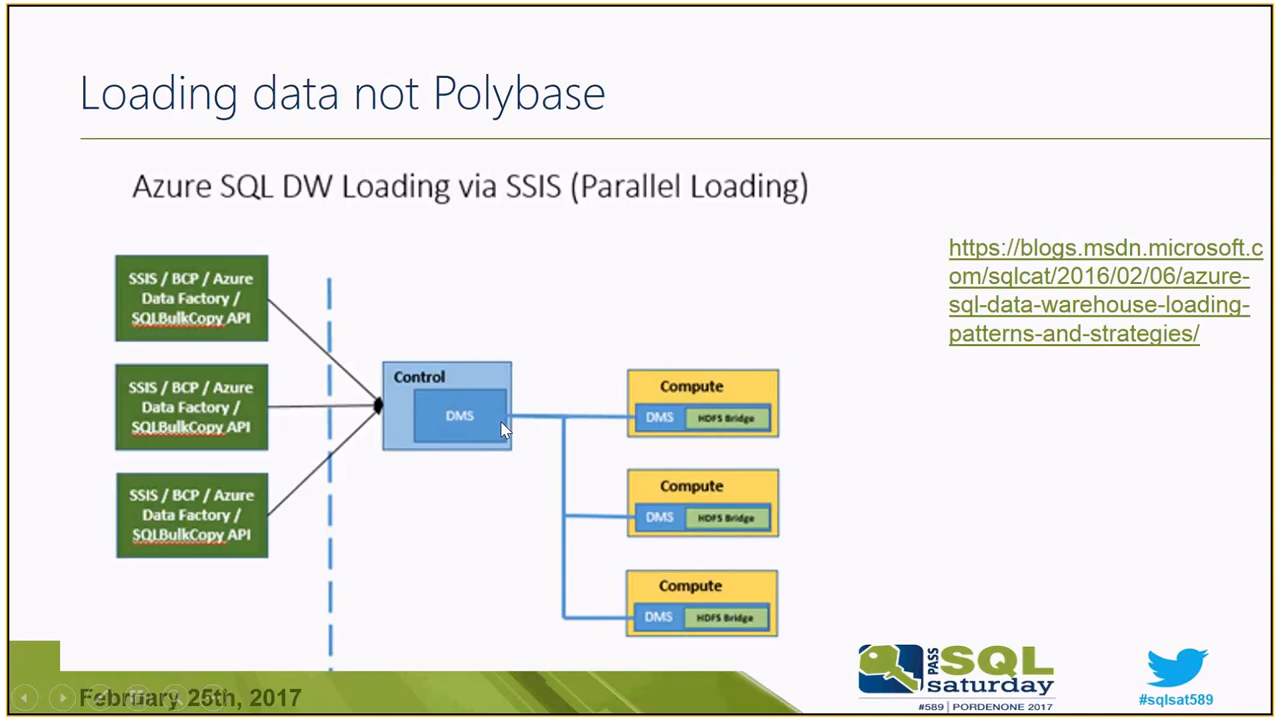 Loading data not Polybase
Azure SQL DW Loading via SSIS (Parallel Loading)
https://blogs.msdn.microsoft.c
om/sqlcat/2016/02/06/azure-
sql-data-warehouse-loading-
patterns-and-strategies/
SSIS / BCP / Azure
Data Factory /
SQLBulkCopy API
SSIS / BCP / Azure
Data Factory /
SQLBulkCopy API
SSIS / BCP / Azure
Data Factory /
SQLBulkCopy API
Control
DMS
Compute
DMS
HDFS Bridge
Compute
DMS
HDFS Bridge
Compute
DMS
HDFS Bridge
February 25th, 2017
PASS
SQL
saturday
#589 | PORDENONE 2017
#sqlsat589